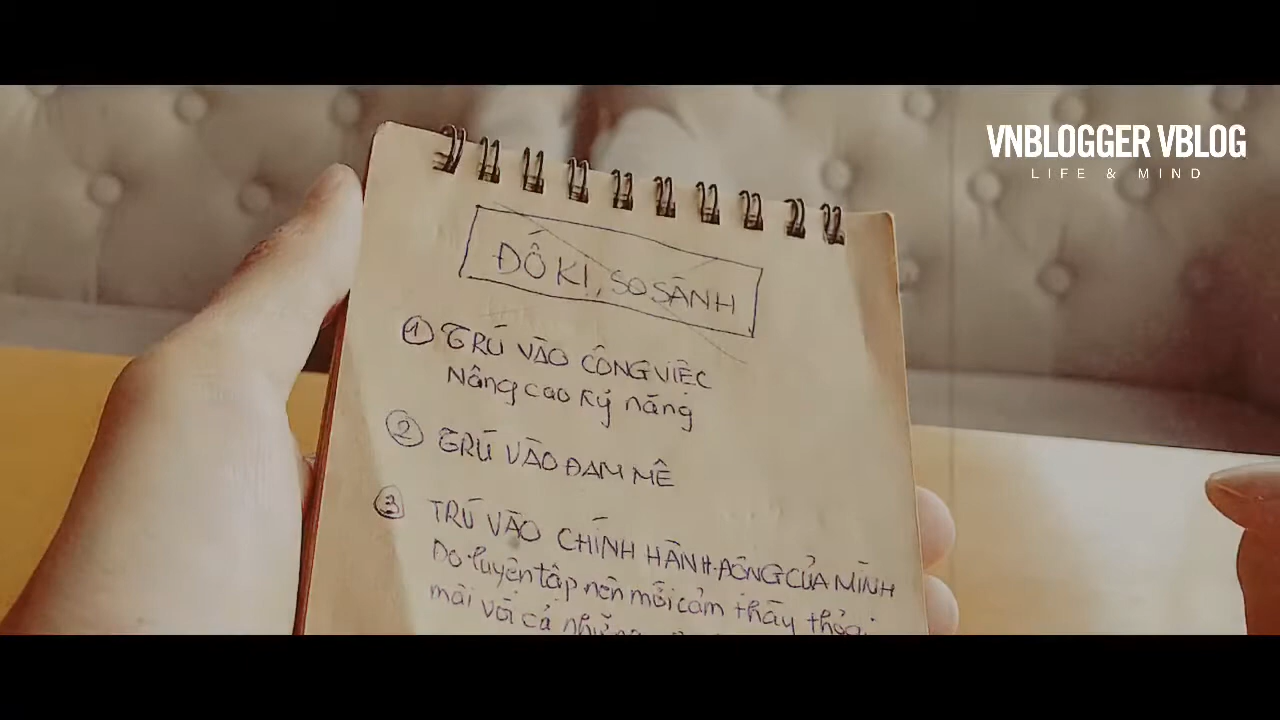 VNBLOGGER VBLOG
LIFE & MIND
ĐỐ KỊ, SO SÁNH
1 TRÚ VÀO CÔNG VIỆC
Nâng cao kỹ năng
2 TRÚ VÀO ĐAM MÊ
3 TRÚ VÀO CHÍNH HÀNH ĐỘNG CỦA MÌNH
Do luyện tập nên mới cảm thấy thoải
mái với cả